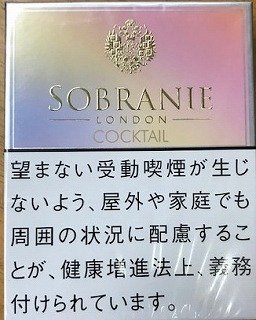 SOBRANIE
LONDON
COCKTAIL
望まない受動喫煙が生じ
ないよう、屋外や家庭でも
周囲の状況に配慮するこ
とが、健康増進法上、義務
付けられています。